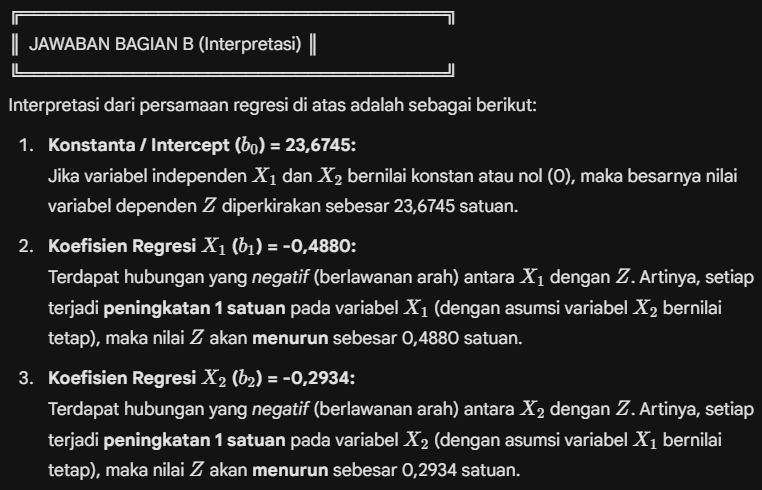 ╔════════════════════════════════════╗
║ JAWABAN BAGIAN B (Interpretasi) ║
╚════════════════════════════════════╝
Interpretasi dari persamaan regresi di atas adalah sebagai berikut:
1. Konstanta / Intercept (b₀) = 23,6745:
Jika variabel independen X₁ dan X₂ bernilai konstan atau nol (0), maka besarnya nilai
variabel dependen Z diperkirakan sebesar 23,6745 satuan.
2. Koefisien Regresi X₁ (b₁) = -0,4880:
Terdapat hubungan yang negatif (berlawanan arah) antara X₁ dengan Z. Artinya, setiap
terjadi peningkatan 1 satuan pada variabel X₁ (dengan asumsi variabel X₂ bernilai
tetap), maka nilai Z akan menurun sebesar 0,4880 satuan.
3. Koefisien Regresi X₂ (b₂) = -0,2934:
Terdapat hubungan yang negatif (berlawanan arah) antara X₂ dengan Z. Artinya, setiap
terjadi peningkatan 1 satuan pada variabel X₂ (dengan asumsi variabel X₁ bernilai
tetap), maka nilai Z akan menurun sebesar 0,2934 satuan.